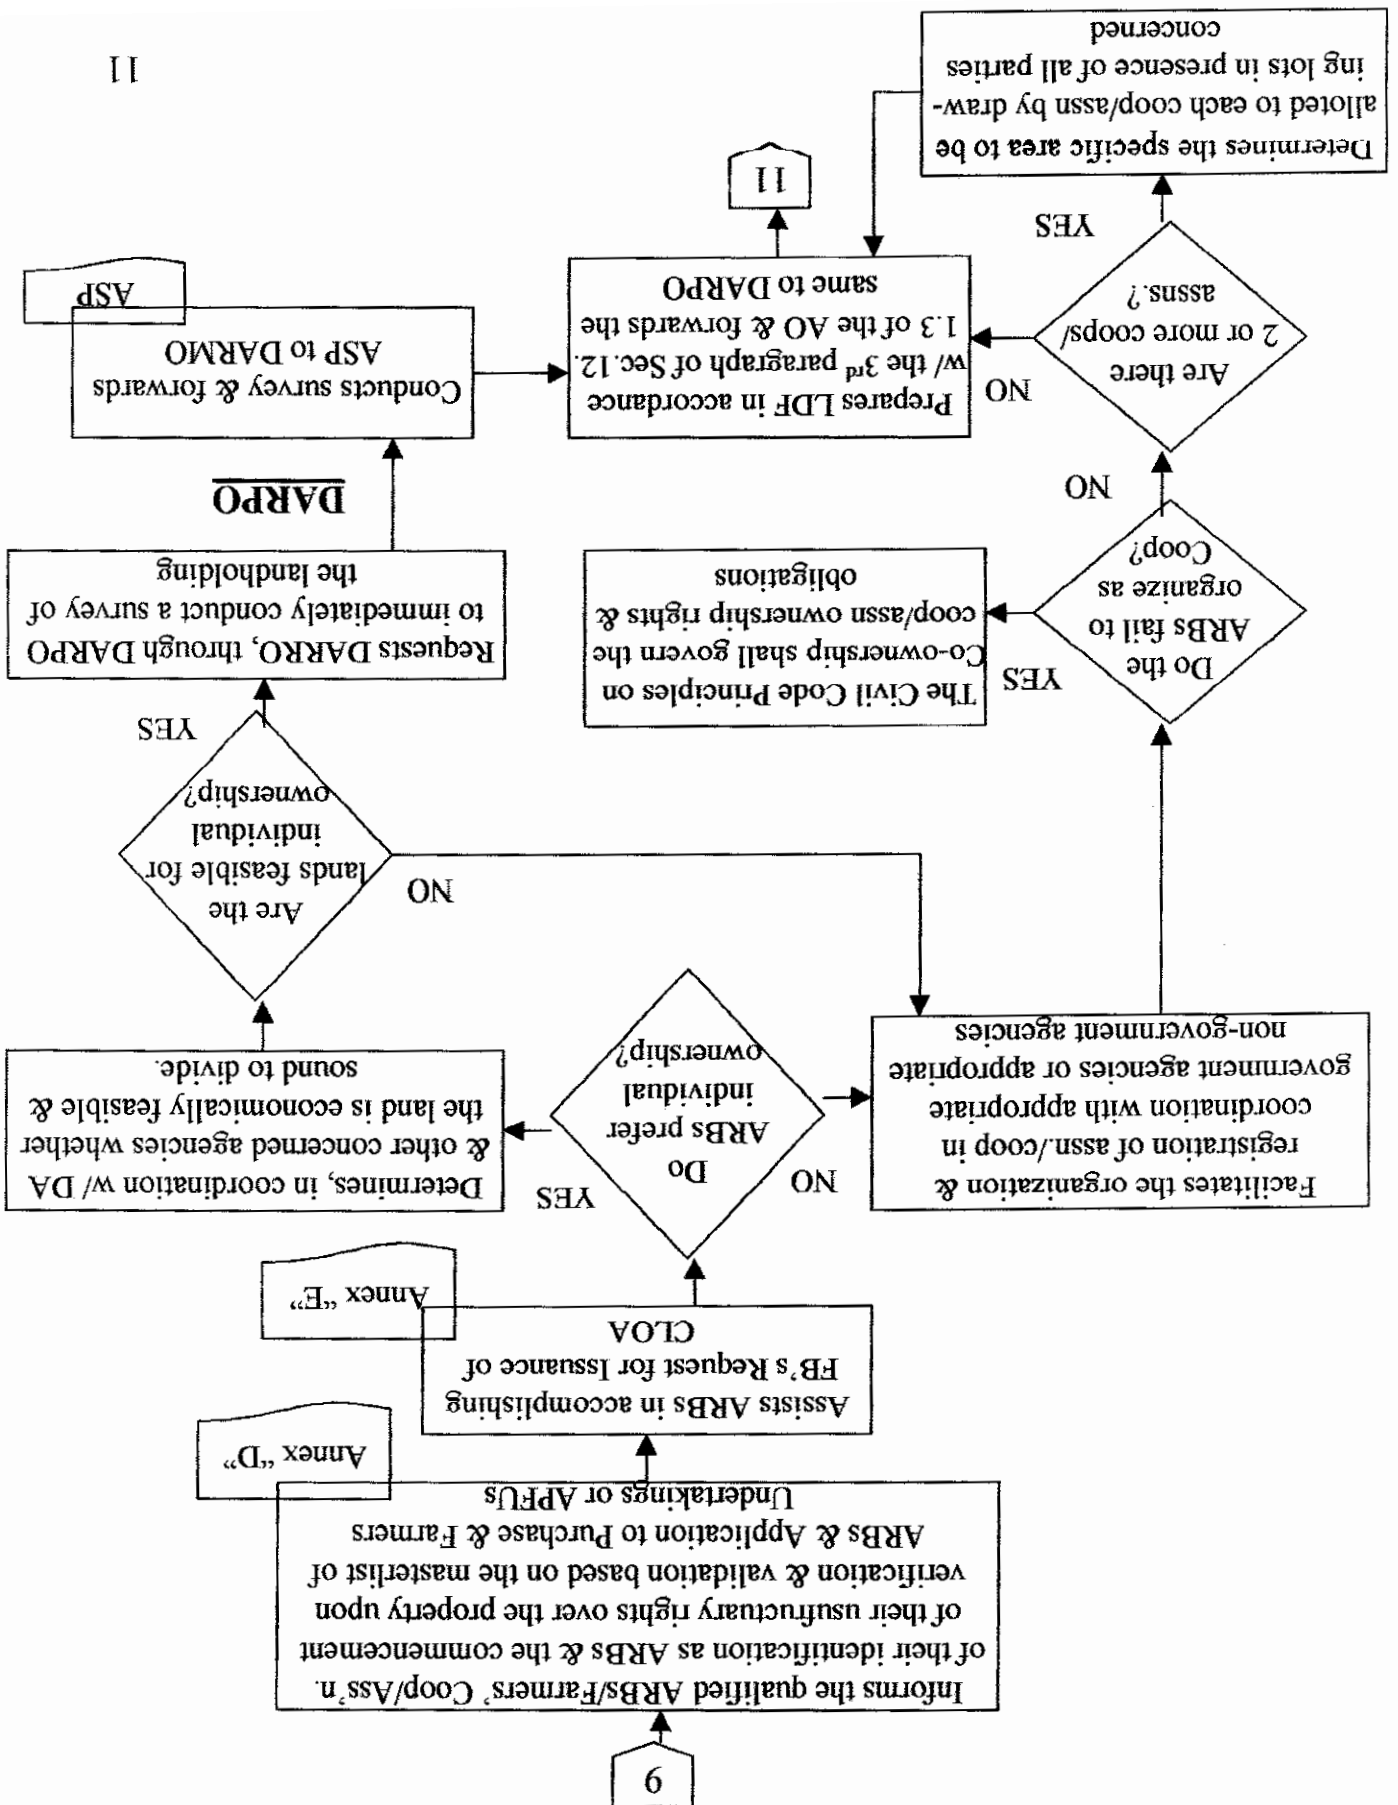 9
Informs the qualified ARBs/Farmers' Coop/Ass'n.
of their identification as ARBs & the commencement
of their usufructuary rights over the property upon
verification & validation based on the masterlist of
ARBs & Application to Purchase & Farmers
Undertakings or APFUs
Annex "D"
Assists ARBs in accomplishing
FB's Request for Issuance of
CLOA
Annex "E"
Facilitates the organization &
registration of assn./coop in
coordination with appropriate
government agencies or appropriate
non-government agencies
NO
Do
ARBs prefer
individual
ownership?
YES
Determines, in coordination w/ DA
& other concerned agencies whether
the land is economically feasible &
sound to divide.
NO
Are the
lands feasible for
individual
ownership?
YES
Do the
ARBs fail to
organize as
Coop?
YES
The Civil Code Principles on
Co-ownership shall govern the
coop/assn ownership rights &
obligations
Requests DARRO, through DARPO
to immediately conduct a survey of
the landholding
NO
DARPO
Are there
2 or more coops/
assns.?
NO
Prepares LDF in accordance
w/ the 3rd paragraph of Sec.12.
1.3 of the AO & forwards the
same to DARPO
Conducts survey & forwards
ASP to DARMO
ASP
YES
11
Determines the specific area to be
alloted to each coop/assn by draw-
ing lots in presence of all parties
concerned
11